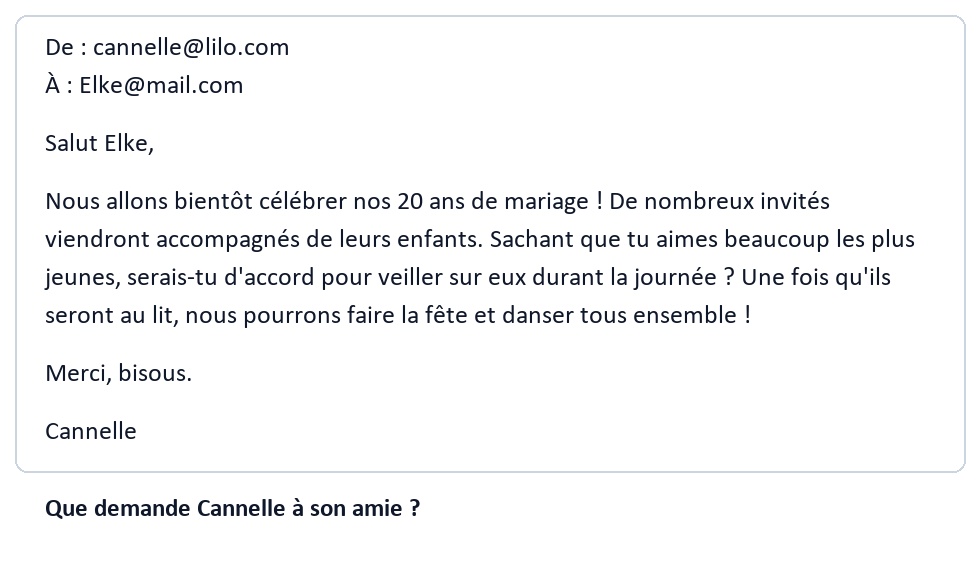 De : cannelle@lilo.com
À : Elke@mail.com
Salut Elke,
Nous allons bientôt célébrer nos 20 ans de mariage ! De nombreux invités
viendront accompagnés de leurs enfants. Sachant que tu aimes beaucoup les plus
jeunes, serais-tu d'accord pour veiller sur eux durant la journée ? Une fois qu'ils
seront au lit, nous pourrons faire la fête et danser tous ensemble !
Merci, bisous.
Cannelle
Que demande Cannelle à son amie ?